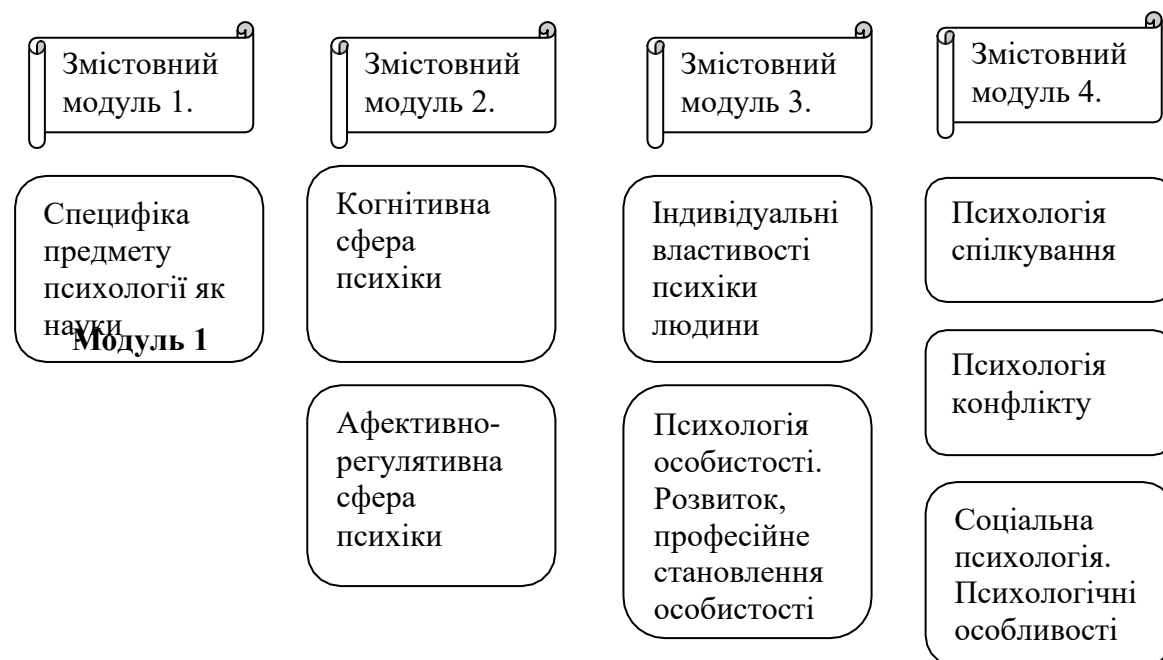 Змістовний
модуль 1.
Змістовний
модуль 2.
Змістовний
модуль 3.
Змістовний
модуль 4.
Специфіка
предмету
психології як
науки
Модуль 1
Когнітивна
сфера
психіки
Афективно-
регулятивна
сфера
психіки
Індивідуальні
властивості
психіки
людини
Психологія
особистості.
Розвиток,
професійне
становлення
особистості
Психологія
спілкування
Психологія
конфлікту
Соціальна
психологія.
Психологічні
особливості